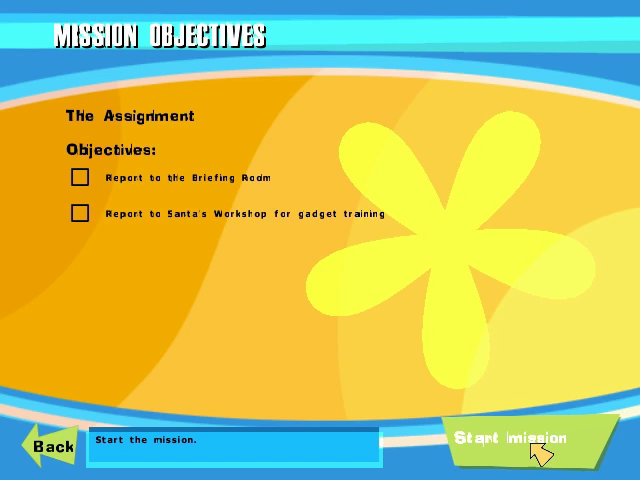 MISSION OBJECTIVES
The Assignment
Objectives:
Report to the Briefing Room
Report to Santa's Workshop for gadget training
Back
Start the mission.
Start mission